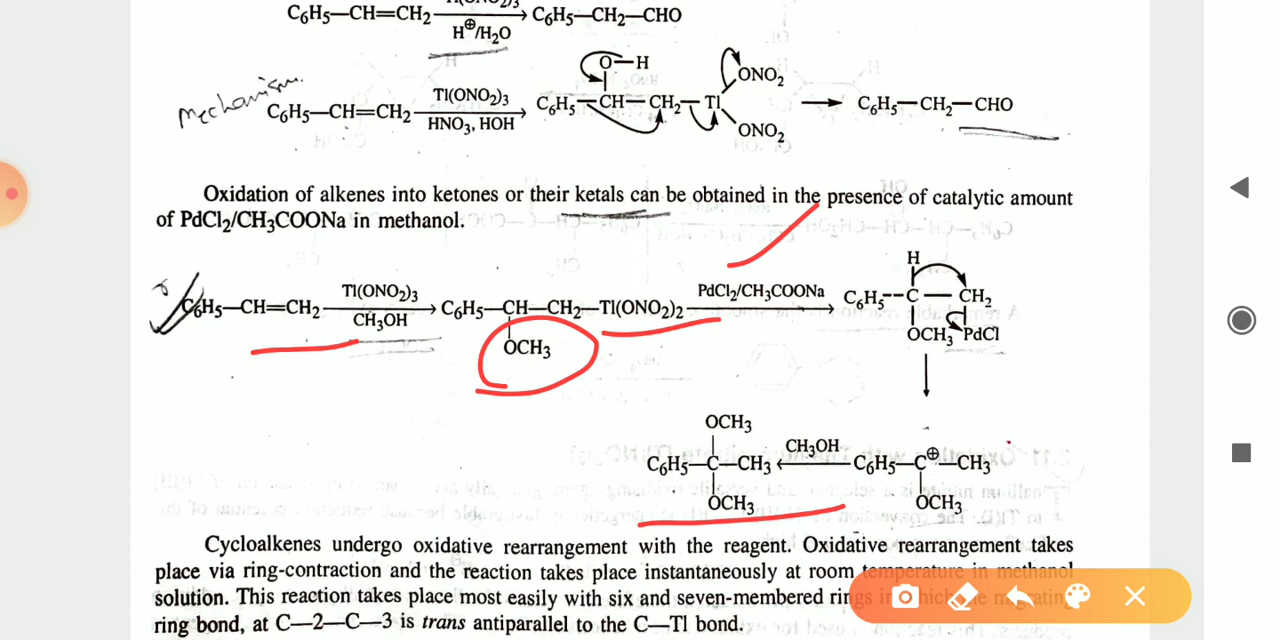 H(ONO2)3
C6H5—CH=CH2 → C6H5—CH2—CHO
H⊕/H2O
mechanism.
O—H
ONO2
Tl(ONO2)3
C6H5—CH=CH2 → C6H5—CH—CH2—Tl → C6H5—CH2—CHO
HNO3, HOH
ONO2
Oxidation of alkenes into ketones or their ketals can be obtained in the presence of catalytic amount
of PdCl2/CH3COONa in methanol.
H
Tl(ONO2)3 PdCl2/CH3COONa
C6H5—CH=CH2 → C6H5—CH—CH2—Tl(ONO2)2 → C6H5--C—CH2
CH3OH
OCH3 OCH3 PdCl
OCH3
CH3OH
C6H5—C—CH3 ← C6H5—C⊕—CH3
OCH3 OCH3
Cycloalkenes undergo oxidative rearrangement with the reagent. Oxidative rearrangement takes
place via ring-contraction and the reaction takes place instantaneously at room temperature in methanol
solution. This reaction takes place most easily with six and seven-membered rings
ring bond, at C—2—C—3 is trans antiparallel to the C—Tl bond.